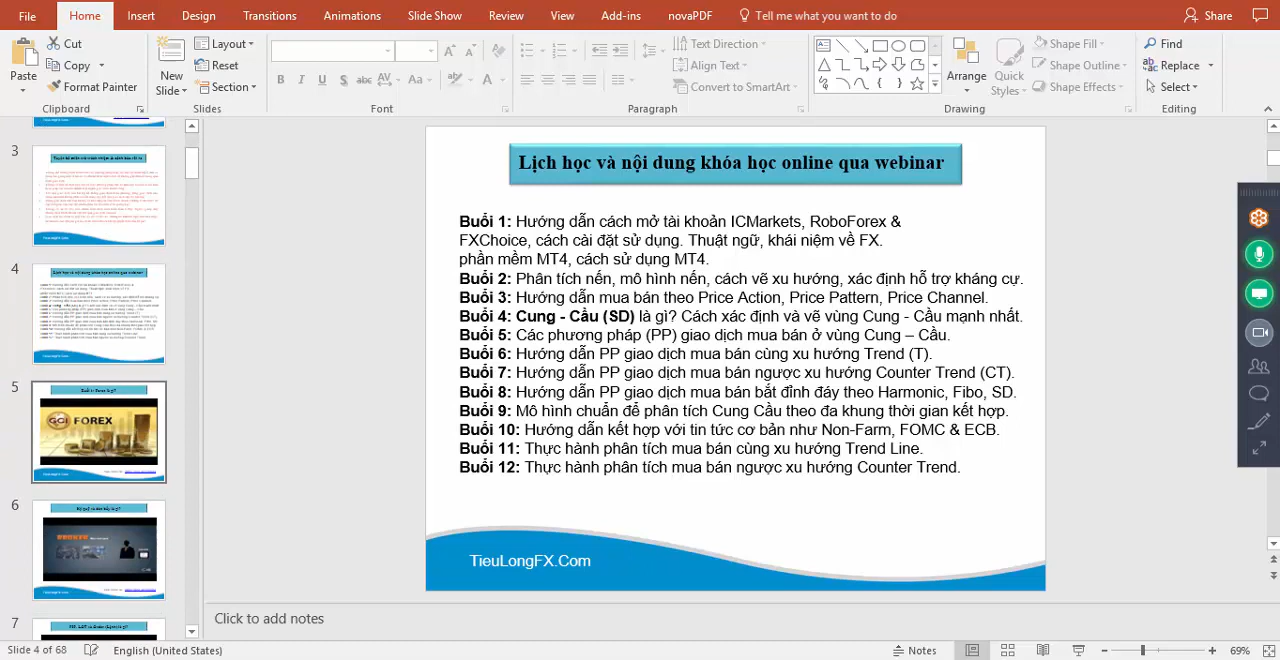 File Home Insert Design Transitions Animations Slide Show Review View Add-ins novaPDF Tell me what you want to do Share
Paste
Cut
Copy
Format Painter
Clipboard
New Slide
Layout
Reset
Section
Slides
B I U S abc AV Aa A
Font
Paragraph
Text Direction
Align Text
Convert to SmartArt
Arrange
Quick Styles
Shape Fill
Shape Outline
Shape Effects
Drawing
Find
Replace
Select
Editing
3
4
5
GCI FOREX
6
7
Lịch học và nội dung khóa học online qua webinar
Buổi 1: Hướng dẫn cách mở tài khoản ICMarkets, RoboForex &
FXChoice, cách cài đặt sử dụng. Thuật ngữ, khái niệm về FX.
phần mềm MT4, cách sử dụng MT4.
Buổi 2: Phân tích nến, mô hình nến, cách vẽ xu hướng, xác định hỗ trợ kháng cự.
Buổi 3: Hướng dẫn mua bán theo Price Action, Price Pattern, Price Channel.
Buổi 4: Cung - Cầu (SD) là gì? Cách xác định vùng Cung - Cầu mạnh nhất.
Buổi 5: Các phương pháp (PP) giao dịch mua bán ở vùng Cung – Cầu.
Buổi 6: Hướng dẫn PP giao dịch mua bán cùng xu hướng Trend (T).
Buổi 7: Hướng dẫn PP giao dịch mua bán ngược xu hướng Counter Trend (CT).
Buổi 8: Hướng dẫn PP giao dịch mua bán bắt đỉnh đáy theo Harmonic, Fibo, SD.
Buổi 9: Mô hình chuẩn để phân tích Cung Cầu theo đa khung thời gian kết hợp.
Buổi 10: Hướng dẫn kết hợp với tin tức cơ bản như Non-Farm, FOMC & ECB.
Buổi 11: Thực hành phân tích mua bán cùng xu hướng Trend Line.
Buổi 12: Thực hành phân tích mua bán ngược xu hướng Counter Trend.
TieuLongFX.Com
Click to add notes
Slide 4 of 68 English (United States) Notes 69%